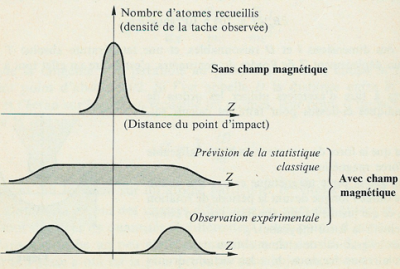 Nombre d'atomes recueillis
(densité de la tache observée)
Sans champ magnétique
Z
(Distance du point d'impact)
Prévision de la statistique
classique
Z
Avec champ
magnétique
Observation expérimentale
Z